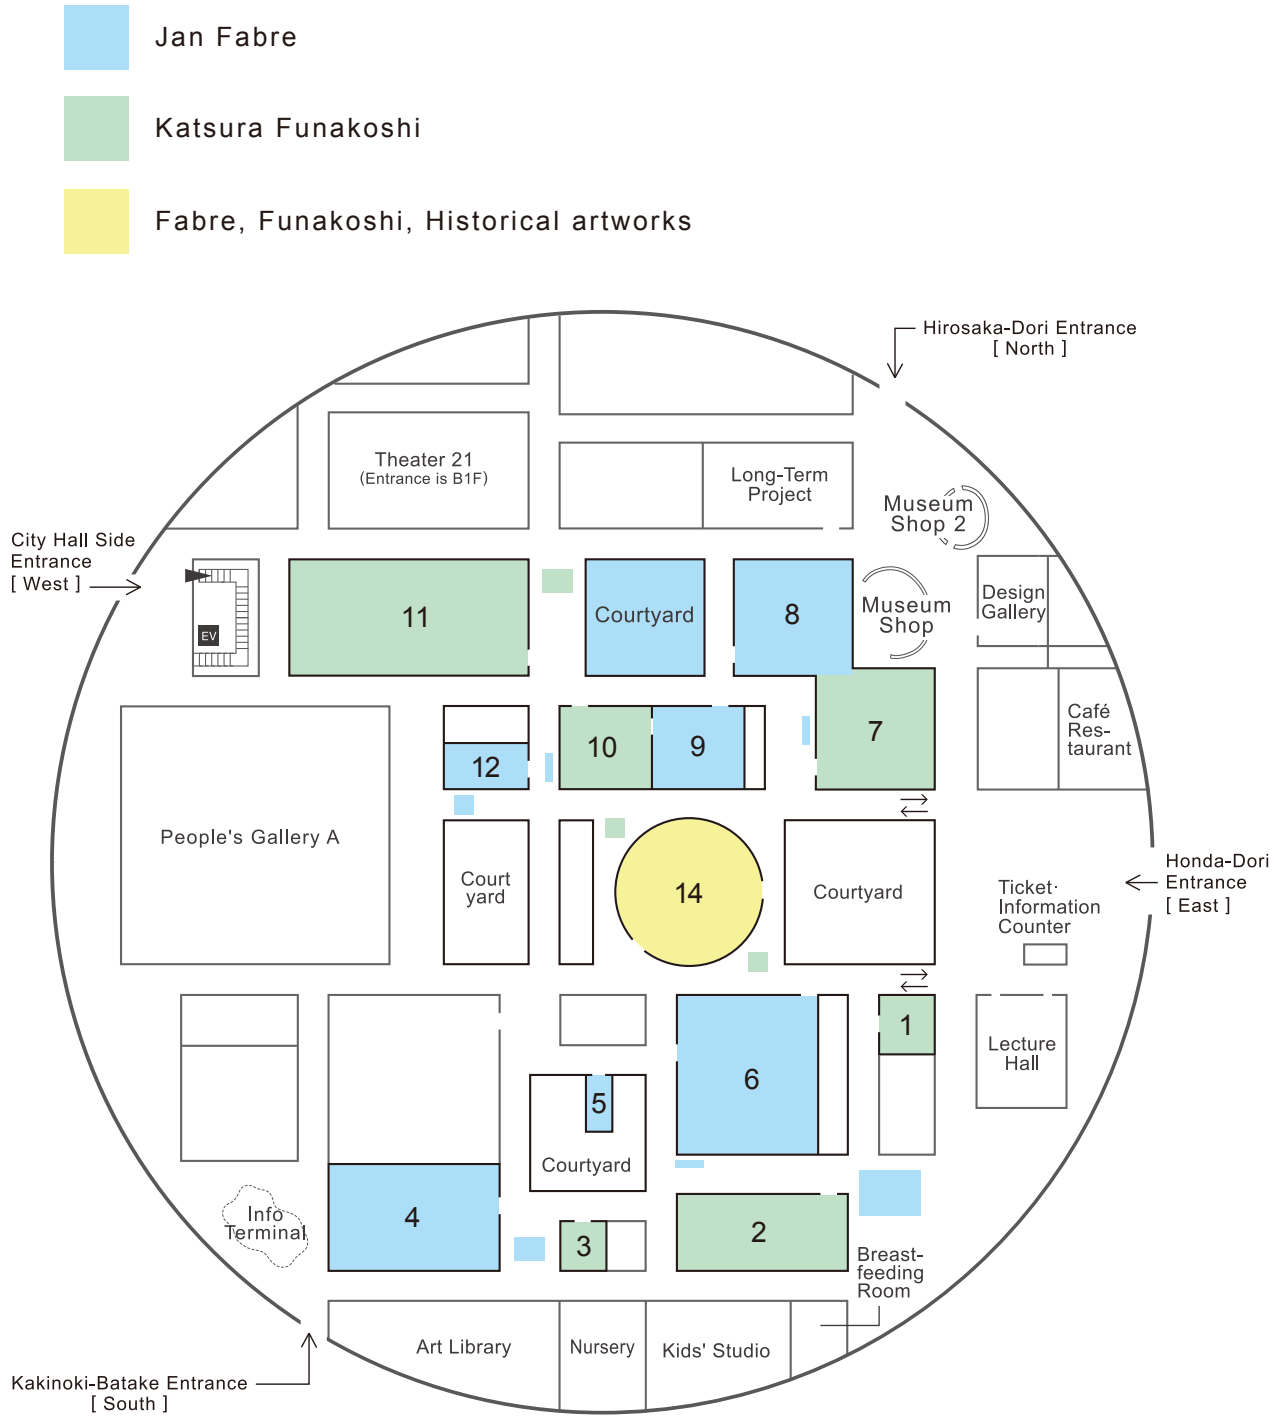 Jan Fabre
Katsura Funakoshi
Fabre, Funakoshi, Historical artworks
Hirosaka-Dori Entrance
[ North ]
Theater 21
(Entrance is B1F)
Long-Term
Project
Museum
Shop 2
City Hall Side
Entrance
[ West ]
EV
11
Courtyard
8
Museum
Shop
Design
Gallery
12
10
9
7
Café
Res-
taurant
People's Gallery A
Court
yard
14
Courtyard
Ticket·
Information
Counter
Honda-Dori
Entrance
[ East ]
1
Lecture
Hall
6
5
Courtyard
Info
Terminal
4
3
2
Breast-
feeding
Room
Art Library
Nursery
Kids' Studio
Kakinoki-Batake Entrance
[ South ]